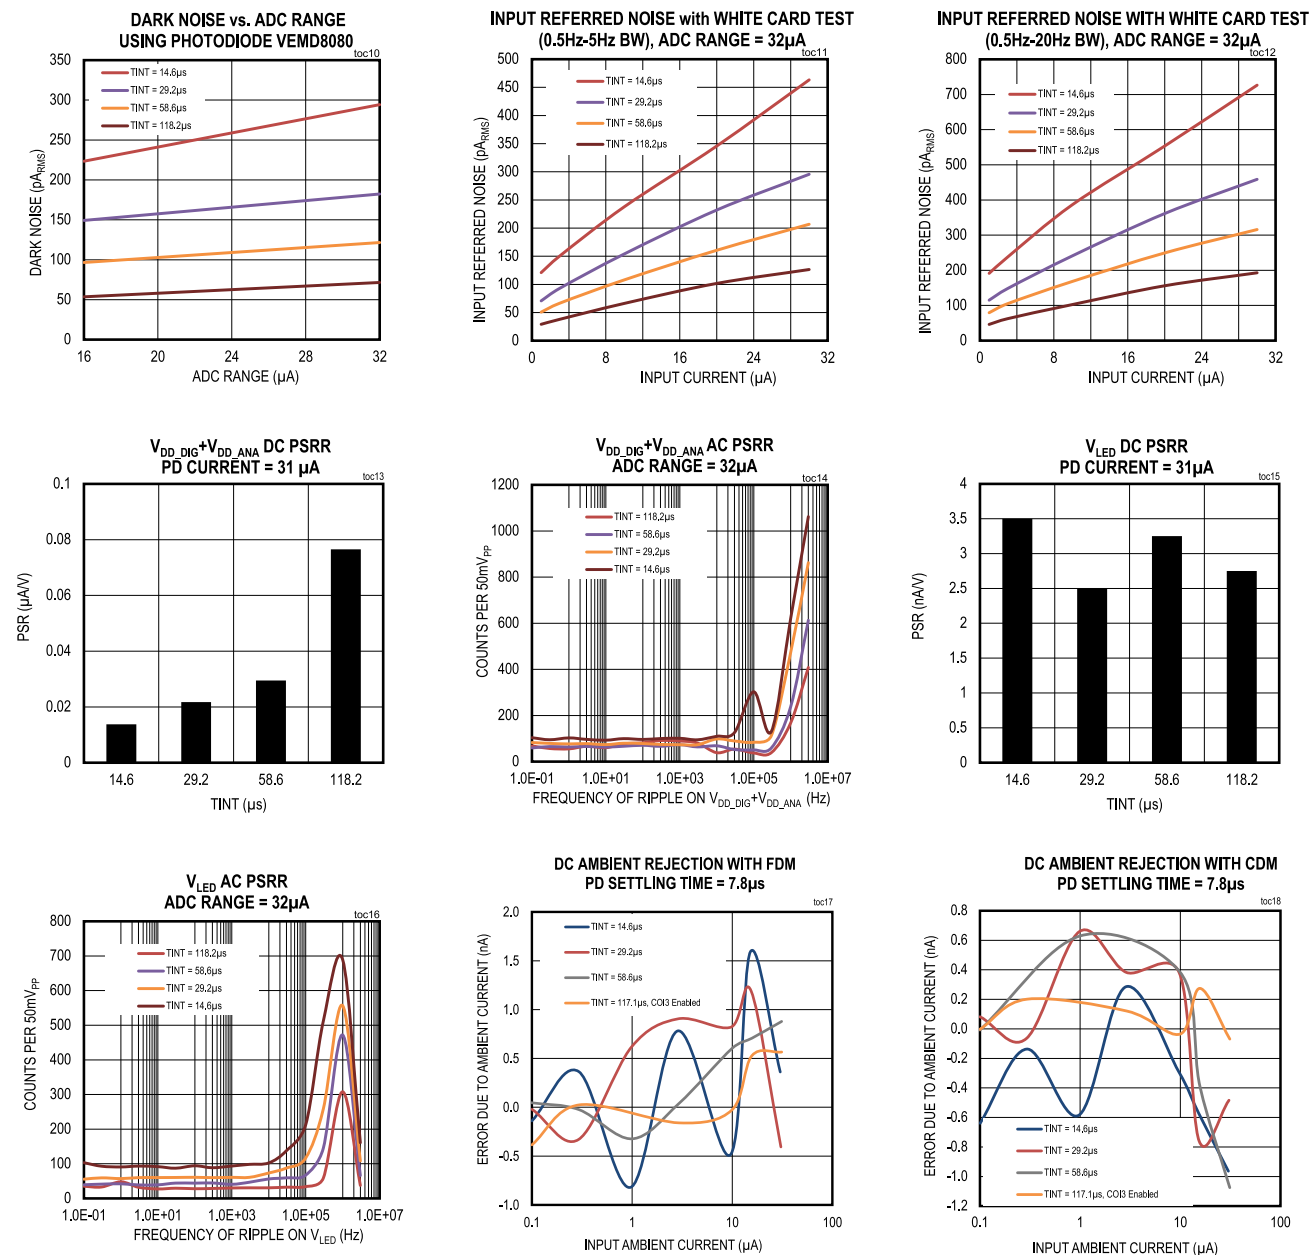 DARK NOISE vs. ADC RANGE
USING PHOTODIODE VEMD8080
toc10
350
300
250
200
150
100
50
0
DARK NOISE (pARMS)
TINT = 14.6µs
TINT = 29.2µs
TINT = 58.6µs
TINT = 118.2µs
16 20 24 28 32
ADC RANGE (µA)
INPUT REFERRED NOISE with WHITE CARD TEST
(0.5Hz-5Hz BW), ADC RANGE = 32µA
toc11
500
450
400
350
300
250
200
150
100
50
0
INPUT REFERRED NOISE (pARMS)
TINT = 14.6µs
TINT = 29.2µs
TINT = 58.6µs
TINT = 118.2µs
0 8 16 24 32
INPUT CURRENT (µA)
INPUT REFERRED NOISE WITH WHITE CARD TEST
(0.5Hz-20Hz BW), ADC RANGE = 32µA
toc12
800
700
600
500
400
300
200
100
0
INPUT REFERRED NOISE (pARMS)
TINT = 14.6µs
TINT = 29.2µs
TINT = 58.6µs
TINT = 118.2µs
0 8 16 24 32
INPUT CURRENT (µA)
VDD_DIG+VDD_ANA DC PSRR
PD CURRENT = 31 µA
toc13
0.1
0.08
0.06
0.04
0.02
0
PSR (µA/V)
14.6 29.2 58.6 118.2
TINT (µs)
VDD_DIG+VDD_ANA AC PSRR
ADC RANGE = 32µA
toc14
1200
1000
800
600
400
200
0
COUNTS PER 50mVPP
TINT = 118.2µs
TINT = 58.6µs
TINT = 29.2µs
TINT = 14.6µs
1.0E-01 1.0E+01 1.0E+03 1.0E+05 1.0E+07
FREQUENCY OF RIPPLE ON VDD_DIG+VDD_ANA (Hz)
VLED DC PSRR
PD CURRENT = 31µA
toc15
4
3.5
3
2.5
2
1.5
1
0.5
0
PSR (nA/V)
14.6 29.2 58.6 118.2
TINT (µs)
VLED AC PSRR
ADC RANGE = 32µA
toc16
800
700
600
500
400
300
200
100
0
COUNTS PER 50mVPP
TINT = 118.2µs
TINT = 58.6µs
TINT = 29.2µs
TINT = 14.6µs
1.0E-01 1.0E+01 1.0E+03 1.0E+05 1.0E+07
FREQUENCY OF RIPPLE ON VLED (Hz)
DC AMBIENT REJECTION WITH FDM
PD SETTLING TIME = 7.8µs
toc17
2.0
1.5
1.0
0.5
0.0
-0.5
-1.0
ERROR DUE TO AMBIENT CURRENT (nA)
TINT = 14.6µs
TINT = 29.2µs
TINT = 58.6µs
TINT = 117.1µs, COI3 Enabled
0.1 1 10 100
INPUT AMBIENT CURRENT (µA)
DC AMBIENT REJECTION WITH CDM
PD SETTLING TIME = 7.8µs
toc18
0.8
0.6
0.4
0.2
0.0
-0.2
-0.4
-0.6
-0.8
-1.0
-1.2
ERROR DUE TO AMBIENT CURRENT (nA)
TINT = 14.6µs
TINT = 29.2µs
TINT = 58.6µs
TINT = 117.1µs, COI3 Enabled
0.1 1 10 100
INPUT AMBIENT CURRENT (µA)